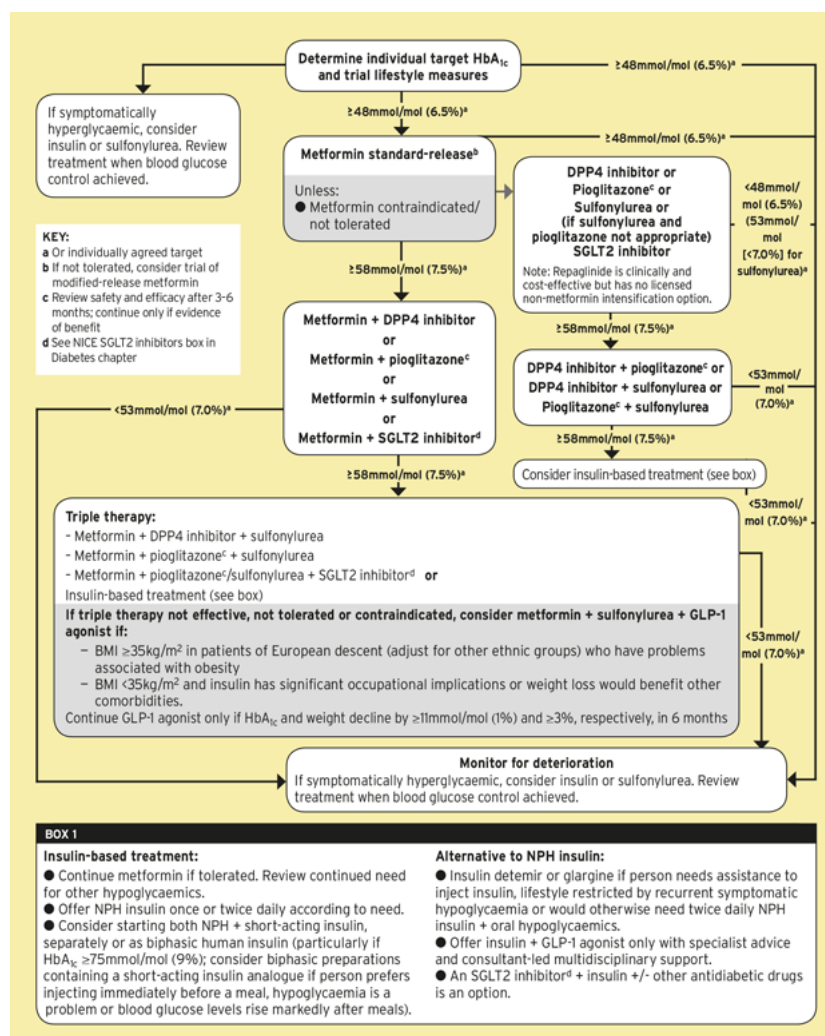 Determine individual target HbA1c
and trial lifestyle measures
≥48mmol/mol (6.5%)ª
If symptomatically
hyperglycaemic, consider
insulin or sulfonylurea. Review
treatment when blood glucose
control achieved.
≥48mmol/mol (6.5%)ª
≥48mmol/mol (6.5%)ª
Metformin standard-releaseᵇ
Unless:
● Metformin contraindicated/
not tolerated
DPP4 inhibitor or
Pioglitazoneᶜ or
Sulfonylurea or
(if sulfonylurea and
pioglitazone not appropriate)
SGLT2 inhibitor
Note: Repaglinide is clinically and
cost-effective but has no licensed
non-metformin intensification option.
<48mmol/
mol (6.5%)
(53mmol/
mol
[<7.0%] for
sulfonylurea)ª
KEY:
a Or individually agreed target
b If not tolerated, consider trial of
modified-release metformin
c Review safety and efficacy after 3-6
months; continue only if evidence
of benefit
d See NICE SGLT2 inhibitors box in
Diabetes chapter
≥58mmol/mol (7.5%)ª
Metformin + DPP4 inhibitor
or
Metformin + pioglitazoneᶜ
or
Metformin + sulfonylurea
or
Metformin + SGLT2 inhibitorᵈ
≥58mmol/mol (7.5%)ª
DPP4 inhibitor + pioglitazoneᶜ or
DPP4 inhibitor + sulfonylurea or
Pioglitazoneᶜ + sulfonylurea
<53mmol/
mol
(7.0%)ª
<53mmol/mol (7.0%)ª
≥58mmol/mol (7.5%)ª
Consider insulin-based treatment (see box)
≥58mmol/mol (7.5%)ª
<53mmol/
mol (7.0%)ª
Triple therapy:
- Metformin + DPP4 inhibitor + sulfonylurea
- Metformin + pioglitazoneᶜ + sulfonylurea
- Metformin + pioglitazoneᶜ/sulfonylurea + SGLT2 inhibitorᵈ or
Insulin-based treatment (see box)
If triple therapy not effective, not tolerated or contraindicated, consider metformin + sulfonylurea + GLP-1
agonist if:
– BMI ≥35kg/m² in patients of European descent (adjust for other ethnic groups) who have problems
associated with obesity
– BMI <35kg/m² and insulin has significant occupational implications or weight loss would benefit other
comorbidities.
Continue GLP-1 agonist only if HbA1c and weight decline by ≥11mmol/mol (1%) and ≥3%, respectively, in 6 months
<53mmol/
mol (7.0%)ª
Monitor for deterioration
If symptomatically hyperglycaemic, consider insulin or sulfonylurea. Review
treatment when blood glucose control achieved.
BOX 1
Insulin-based treatment:
● Continue metformin if tolerated. Review continued need
for other hypoglycaemics.
● Offer NPH insulin once or twice daily according to need.
● Consider starting both NPH + short-acting insulin,
separately or as biphasic human insulin (particularly if
HbA1c ≥75mmol/mol (9%); consider biphasic preparations
containing a short-acting insulin analogue if person prefers
injecting immediately before a meal, hypoglycaemia is a
problem or blood glucose levels rise markedly after meals).
Alternative to NPH insulin:
● Insulin detemir or glargine if person needs assistance to
inject insulin, lifestyle restricted by recurrent symptomatic
hypoglycaemia or would otherwise need twice daily NPH
insulin + oral hypoglycaemics.
● Offer insulin + GLP-1 agonist only with specialist advice
and consultant-led multidisciplinary support.
● An SGLT2 inhibitorᵈ + insulin +/- other antidiabetic drugs
is an option.